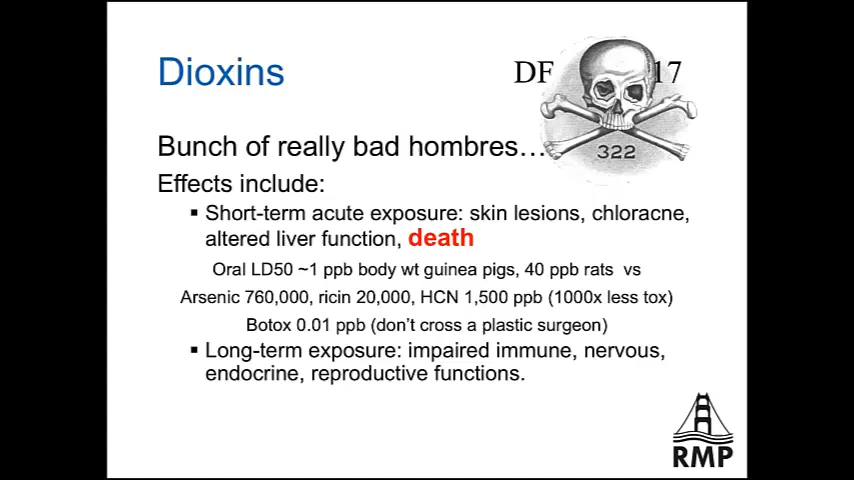 Dioxins
DF 17
Bunch of really bad hombres…
322
Effects include:
▪ Short-term acute exposure: skin lesions, chloracne,
altered liver function, death
Oral LD50 ~1 ppb body wt guinea pigs, 40 ppb rats vs
Arsenic 760,000, ricin 20,000, HCN 1,500 ppb (1000x less tox)
Botox 0.01 ppb (don't cross a plastic surgeon)
▪ Long-term exposure: impaired immune, nervous,
endocrine, reproductive functions.
RMP